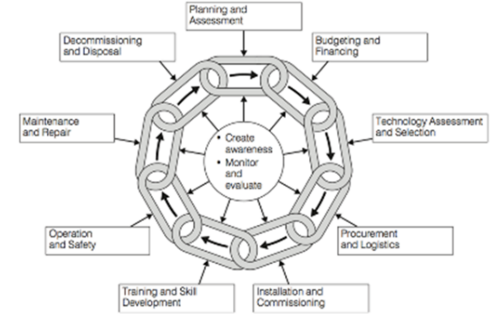 Planning and
Assessment
Budgeting and
Financing
Technology Assessment
and Selection
Procurement
and Logistics
Installation and
Commissioning
Training and Skill
Development
Operation
and Safety
Maintenance
and Repair
Decommissioning
and Disposal
• Create
awareness
• Monitor
and
evaluate